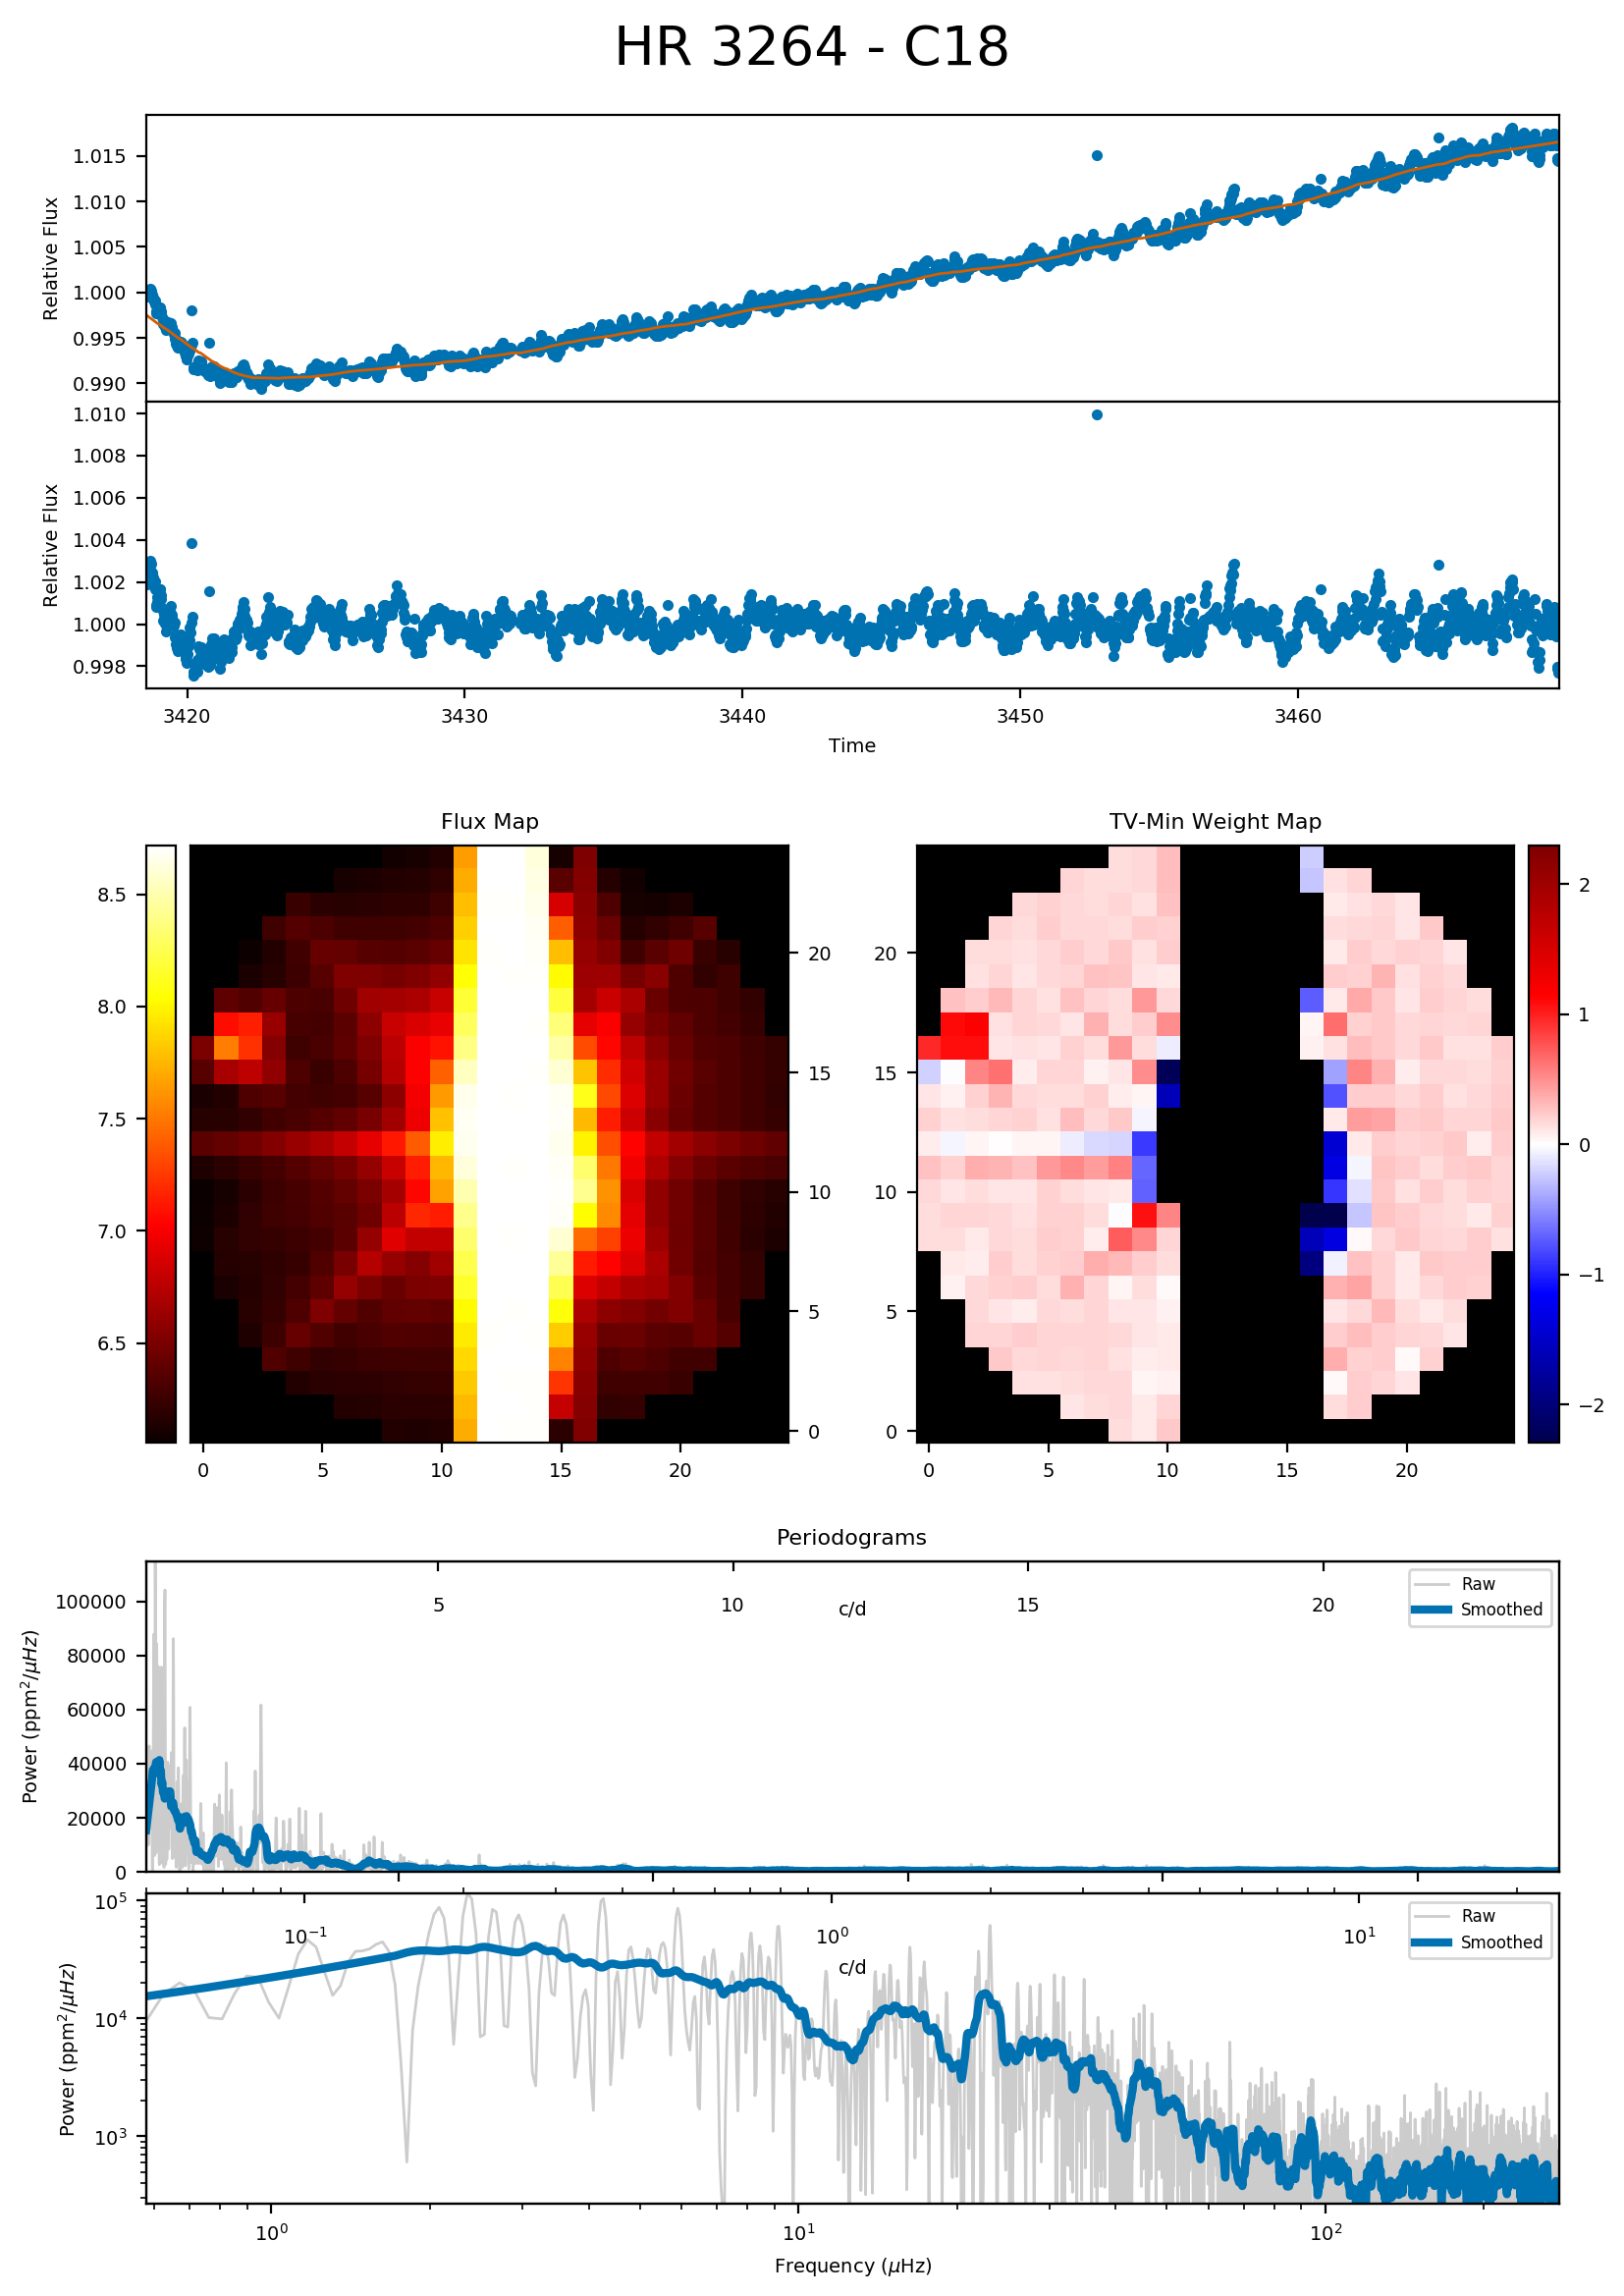 HR 3264 - C18
1.015
1.010
1.005
1.000
0.995
0.990
Relative Flux
1.010
1.008
1.006
1.004
1.002
1.000
0.998
Relative Flux
3420 3430 3440 3450 3460
Time
Flux Map TV-Min Weight Map
8.5
8.0
7.5
7.0
6.5
20
15
10
5
0
0 5 10 15 20
20
15
10
5
0
0 5 10 15 20
2
1
0
−1
−2
Periodograms
Raw
Smoothed
5 10 15 20
c/d
100000
80000
60000
40000
20000
0
Power (ppm²/μHz)
Raw
Smoothed
10⁻¹ 10⁰ 10¹
c/d
10⁵
10⁴
10³
Power (ppm²/μHz)
10⁰ 10¹ 10²
Frequency (μHz)